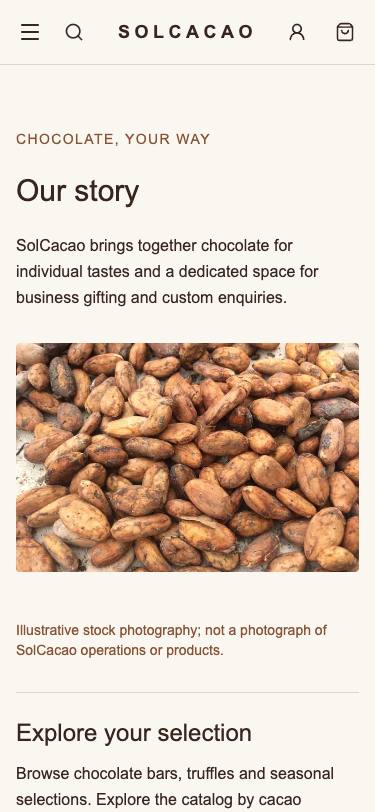 SOLCACAO
CHOCOLATE, YOUR WAY
Our story
SolCacao brings together chocolate for
individual tastes and a dedicated space for
business gifting and custom enquiries.
Illustrative stock photography; not a photograph of
SolCacao operations or products.
Explore your selection
Browse chocolate bars, truffles and seasonal
selections. Explore the catalog by cacao